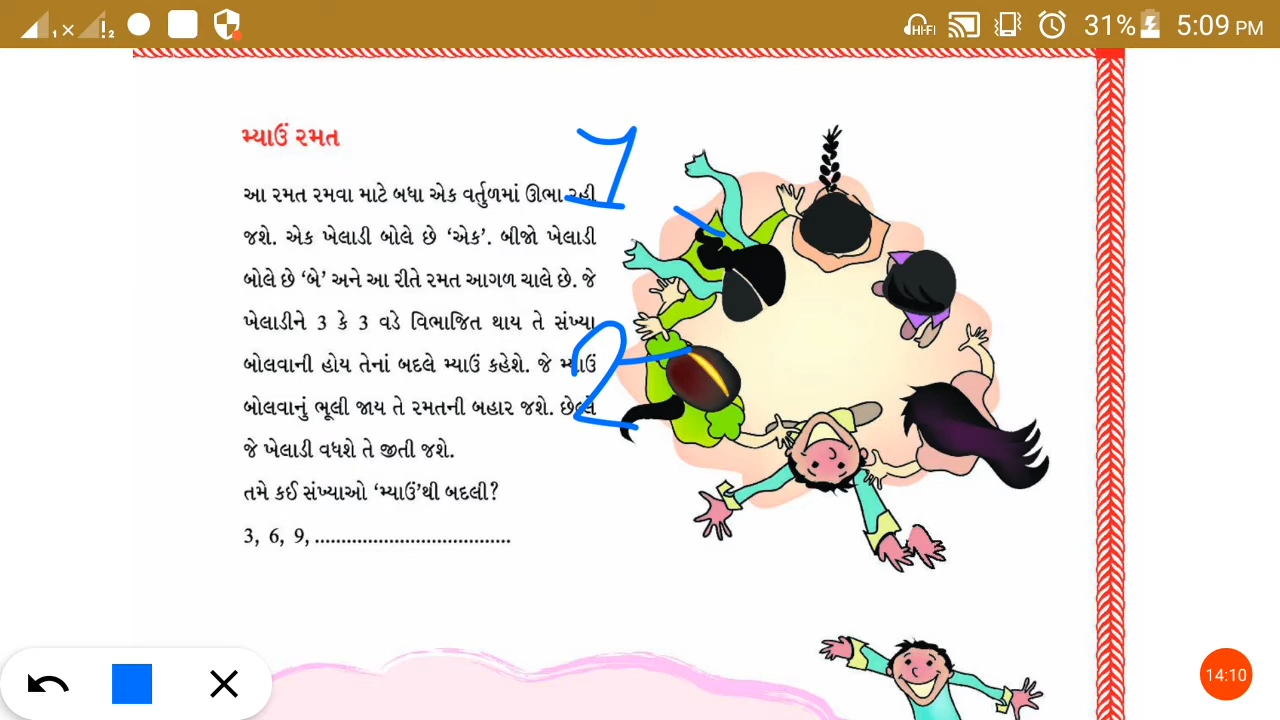 31% 5:09 PM
મ્યાઉં રમત
1
આ રમત રમવા માટે બધા એક વર્તુળમાં ઊભા રહી
જશે. એક ખેલાડી બોલે છે ‘એક’. બીજો ખેલાડી
બોલે છે ‘બે’ અને આ રીતે રમત આગળ ચાલે છે. જે
ખેલાડીને 3 કે 3 વડે વિભાજિત થાય તે સંખ્યા
બોલવાની હોય તેનાં બદલે મ્યાઉં કહેશે. જે મ્યાઉં
2
બોલવાનું ભૂલી જાય તે રમતની બહાર જશે. છેલ્લે
જે ખેલાડી વધશે તે જીતી જશે.
તમે કઈ સંખ્યાઓ ‘મ્યાઉં’થી બદલી?
3, 6, 9, ....................................
14:10